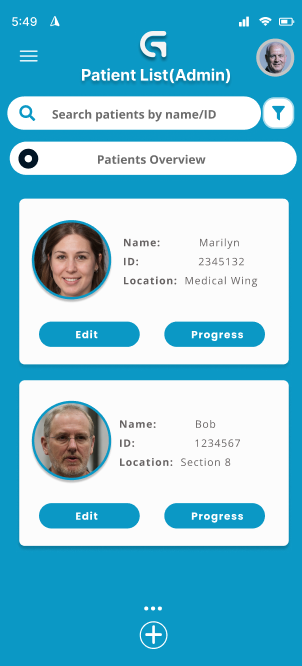 5:49
Patient List(Admin)
Search patients by name/ID
Patients Overview
Name: Marilyn
ID: 2345132
Location: Medical Wing
Edit Progress
Name: Bob
ID: 1234567
Location: Section 8
Edit Progress